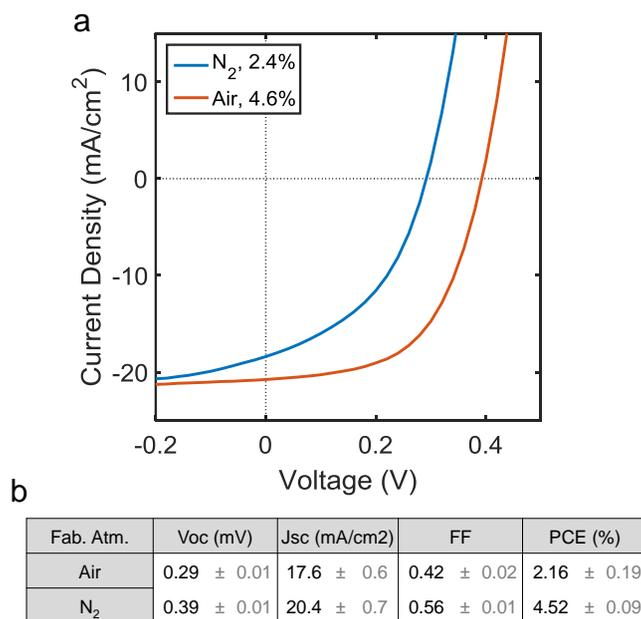 a
N2, 2.4%
Air, 4.6%
10
0
-10
-20
Current Density (mA/cm2)
-0.2 0 0.2 0.4
Voltage (V)
b
Fab. Atm. Voc (mV) Jsc (mA/cm2) FF PCE (%)
Air 0.29 ± 0.01 17.6 ± 0.6 0.42 ± 0.02 2.16 ± 0.19
N2 0.39 ± 0.01 20.4 ± 0.7 0.56 ± 0.01 4.52 ± 0.09